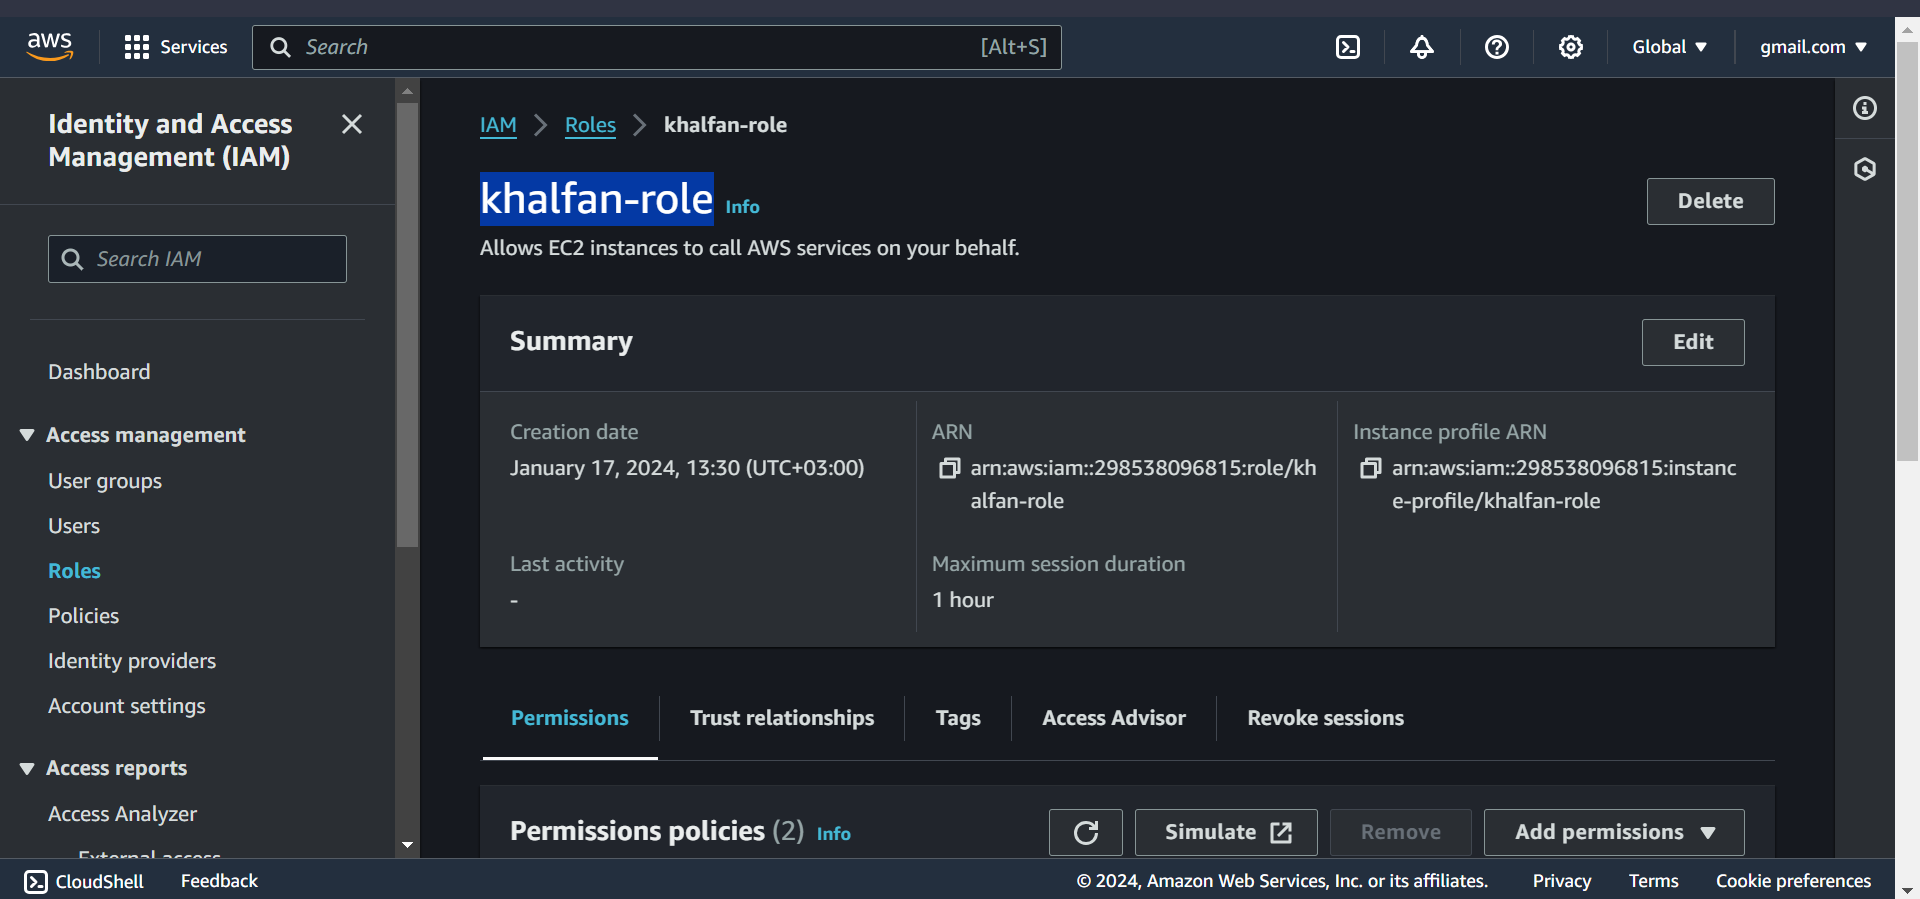 aws
Services
Search
[Alt+S]
Global
gmail.com
Identity and Access
Management (IAM)
Search IAM
Dashboard
Access management
User groups
Users
Roles
Policies
Identity providers
Account settings
Access reports
Access Analyzer
External access
IAM
Roles
khalfan-role
khalfan-role
Info
Delete
Allows EC2 instances to call AWS services on your behalf.
Summary
Edit
Creation date
January 17, 2024, 13:30 (UTC+03:00)
ARN
arn:aws:iam::298538096815:role/kh
alfan-role
Instance profile ARN
arn:aws:iam::298538096815:instanc
e-profile/khalfan-role
Last activity
-
Maximum session duration
1 hour
Permissions
Trust relationships
Tags
Access Advisor
Revoke sessions
Permissions policies (2)
Info
Simulate
Remove
Add permissions
CloudShell
Feedback
© 2024, Amazon Web Services, Inc. or its affiliates.
Privacy
Terms
Cookie preferences